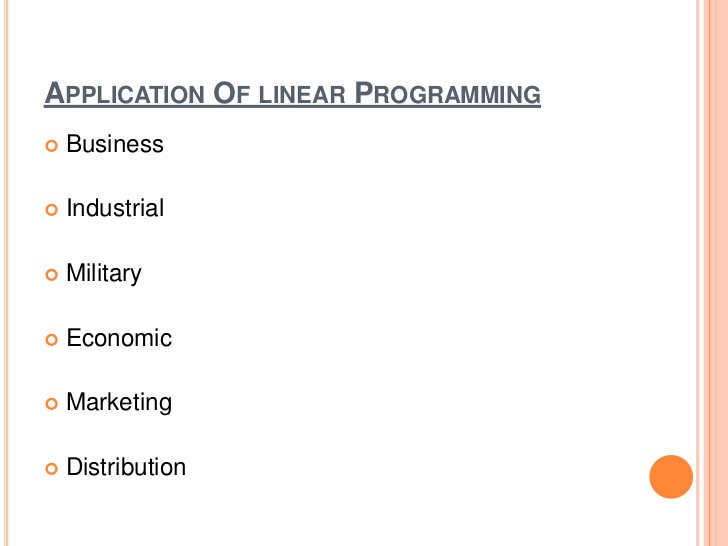 Application Of linear Programming
Business
Industrial
Military
Economic
Marketing
Distribution